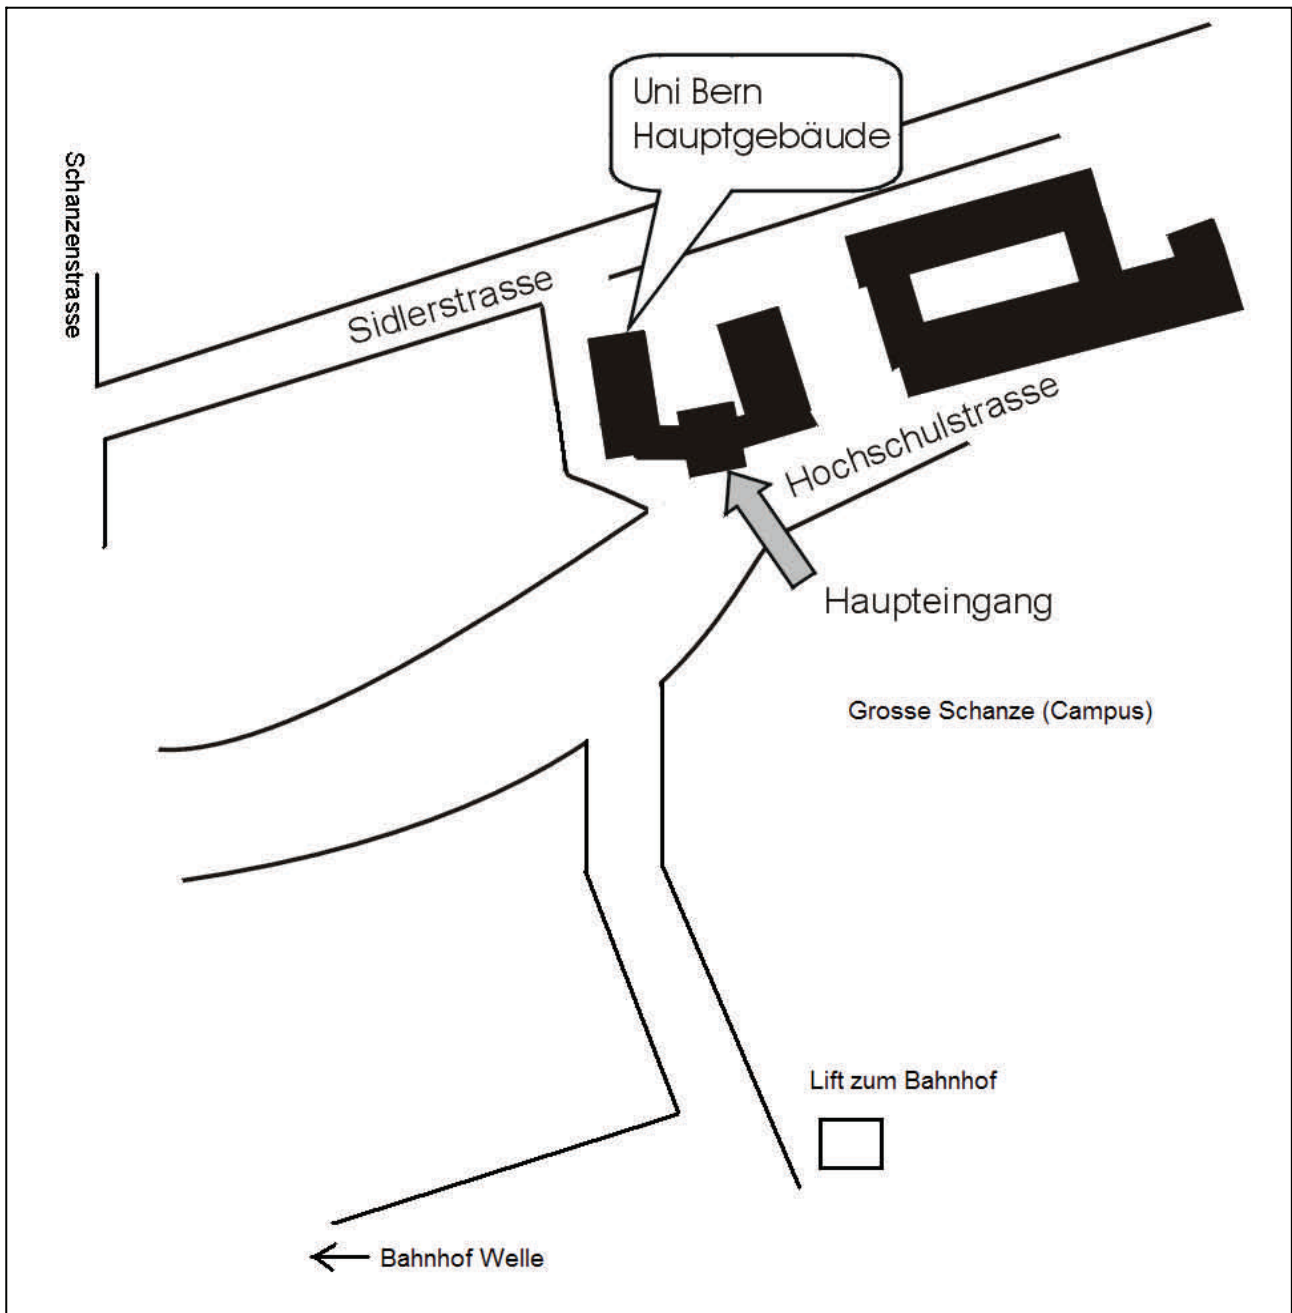 Uni Bern
Hauptgebäude
Schanzenstrasse
Sidlerstrasse
Hochschulstrasse
Haupteingang
Grosse Schanze (Campus)
Lift zum Bahnhof
Bahnhof Welle